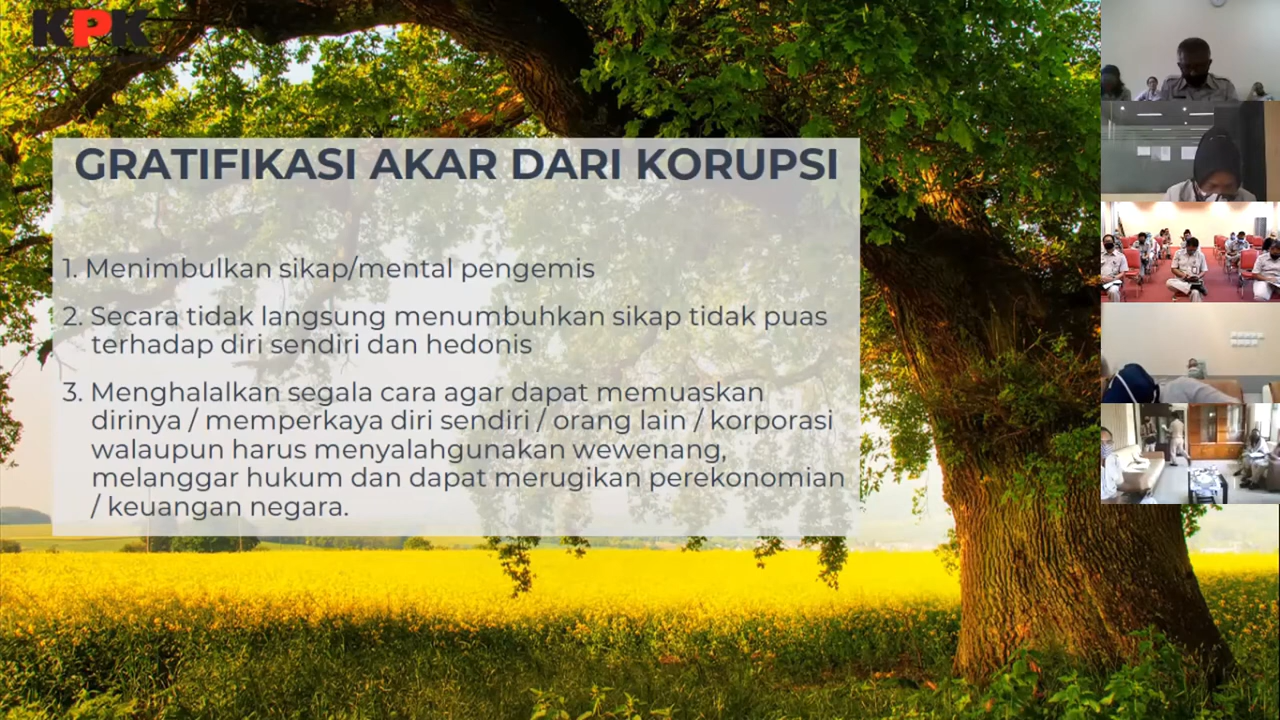 KPK
GRATIFIKASI AKAR DARI KORUPSI
1. Menimbulkan sikap/mental pengemis
2. Secara tidak langsung menumbuhkan sikap tidak puas
terhadap diri sendiri dan hedonis
3. Menghalalkan segala cara agar dapat memuaskan
dirinya / memperkaya diri sendiri / orang lain / korporasi
walaupun harus menyalahgunakan wewenang,
melanggar hukum dan dapat merugikan perekonomian
/ keuangan negara.